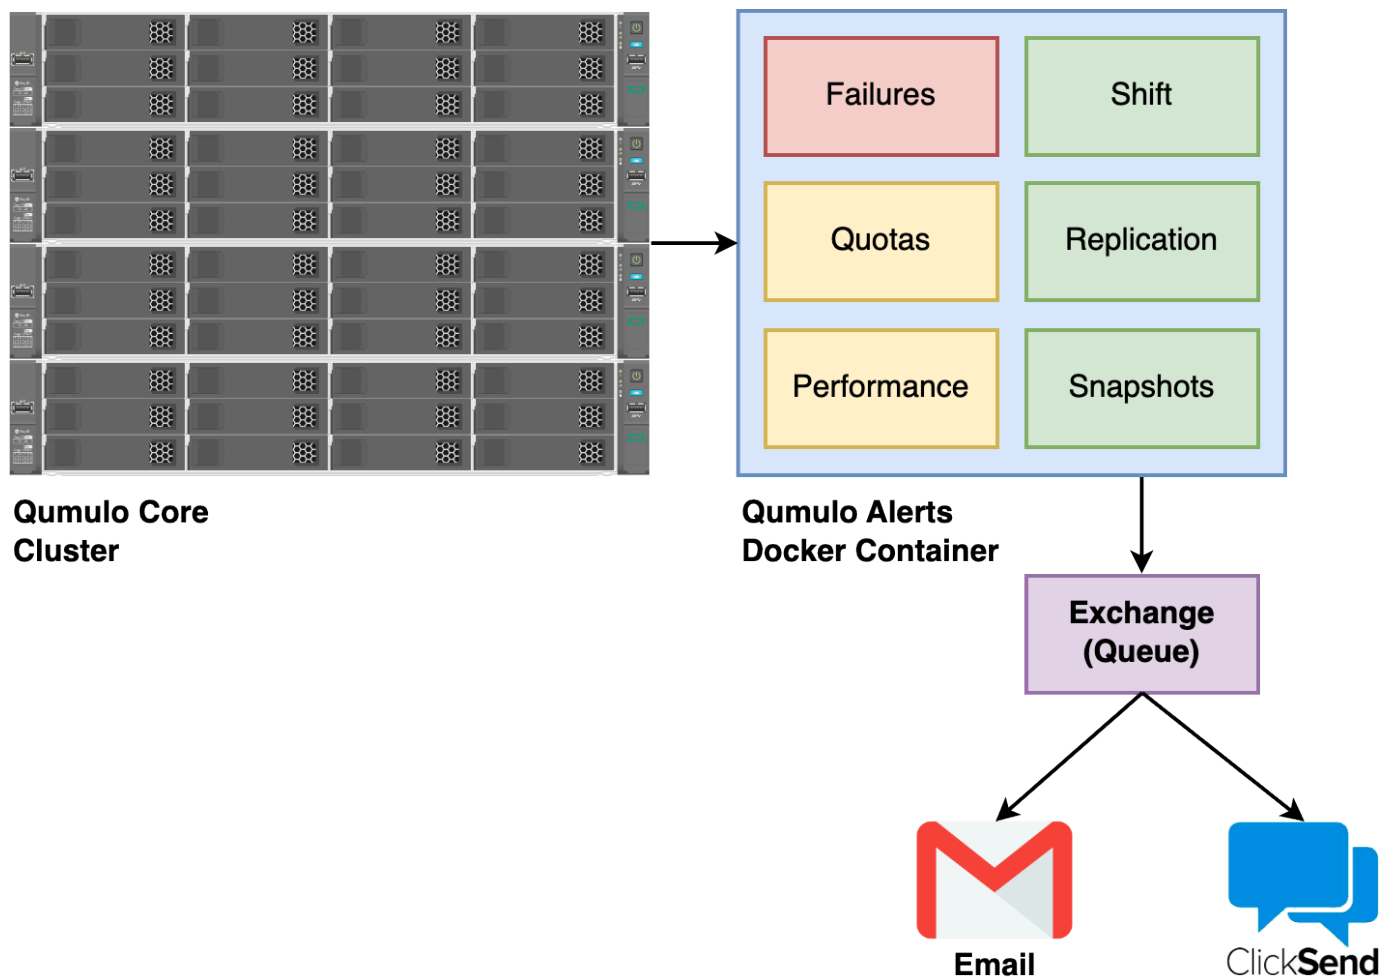 Failures
Shift
Quotas
Replication
Performance
Snapshots
Qumulo Core
Cluster
Qumulo Alerts
Docker Container
Exchange
(Queue)
Email
ClickSend